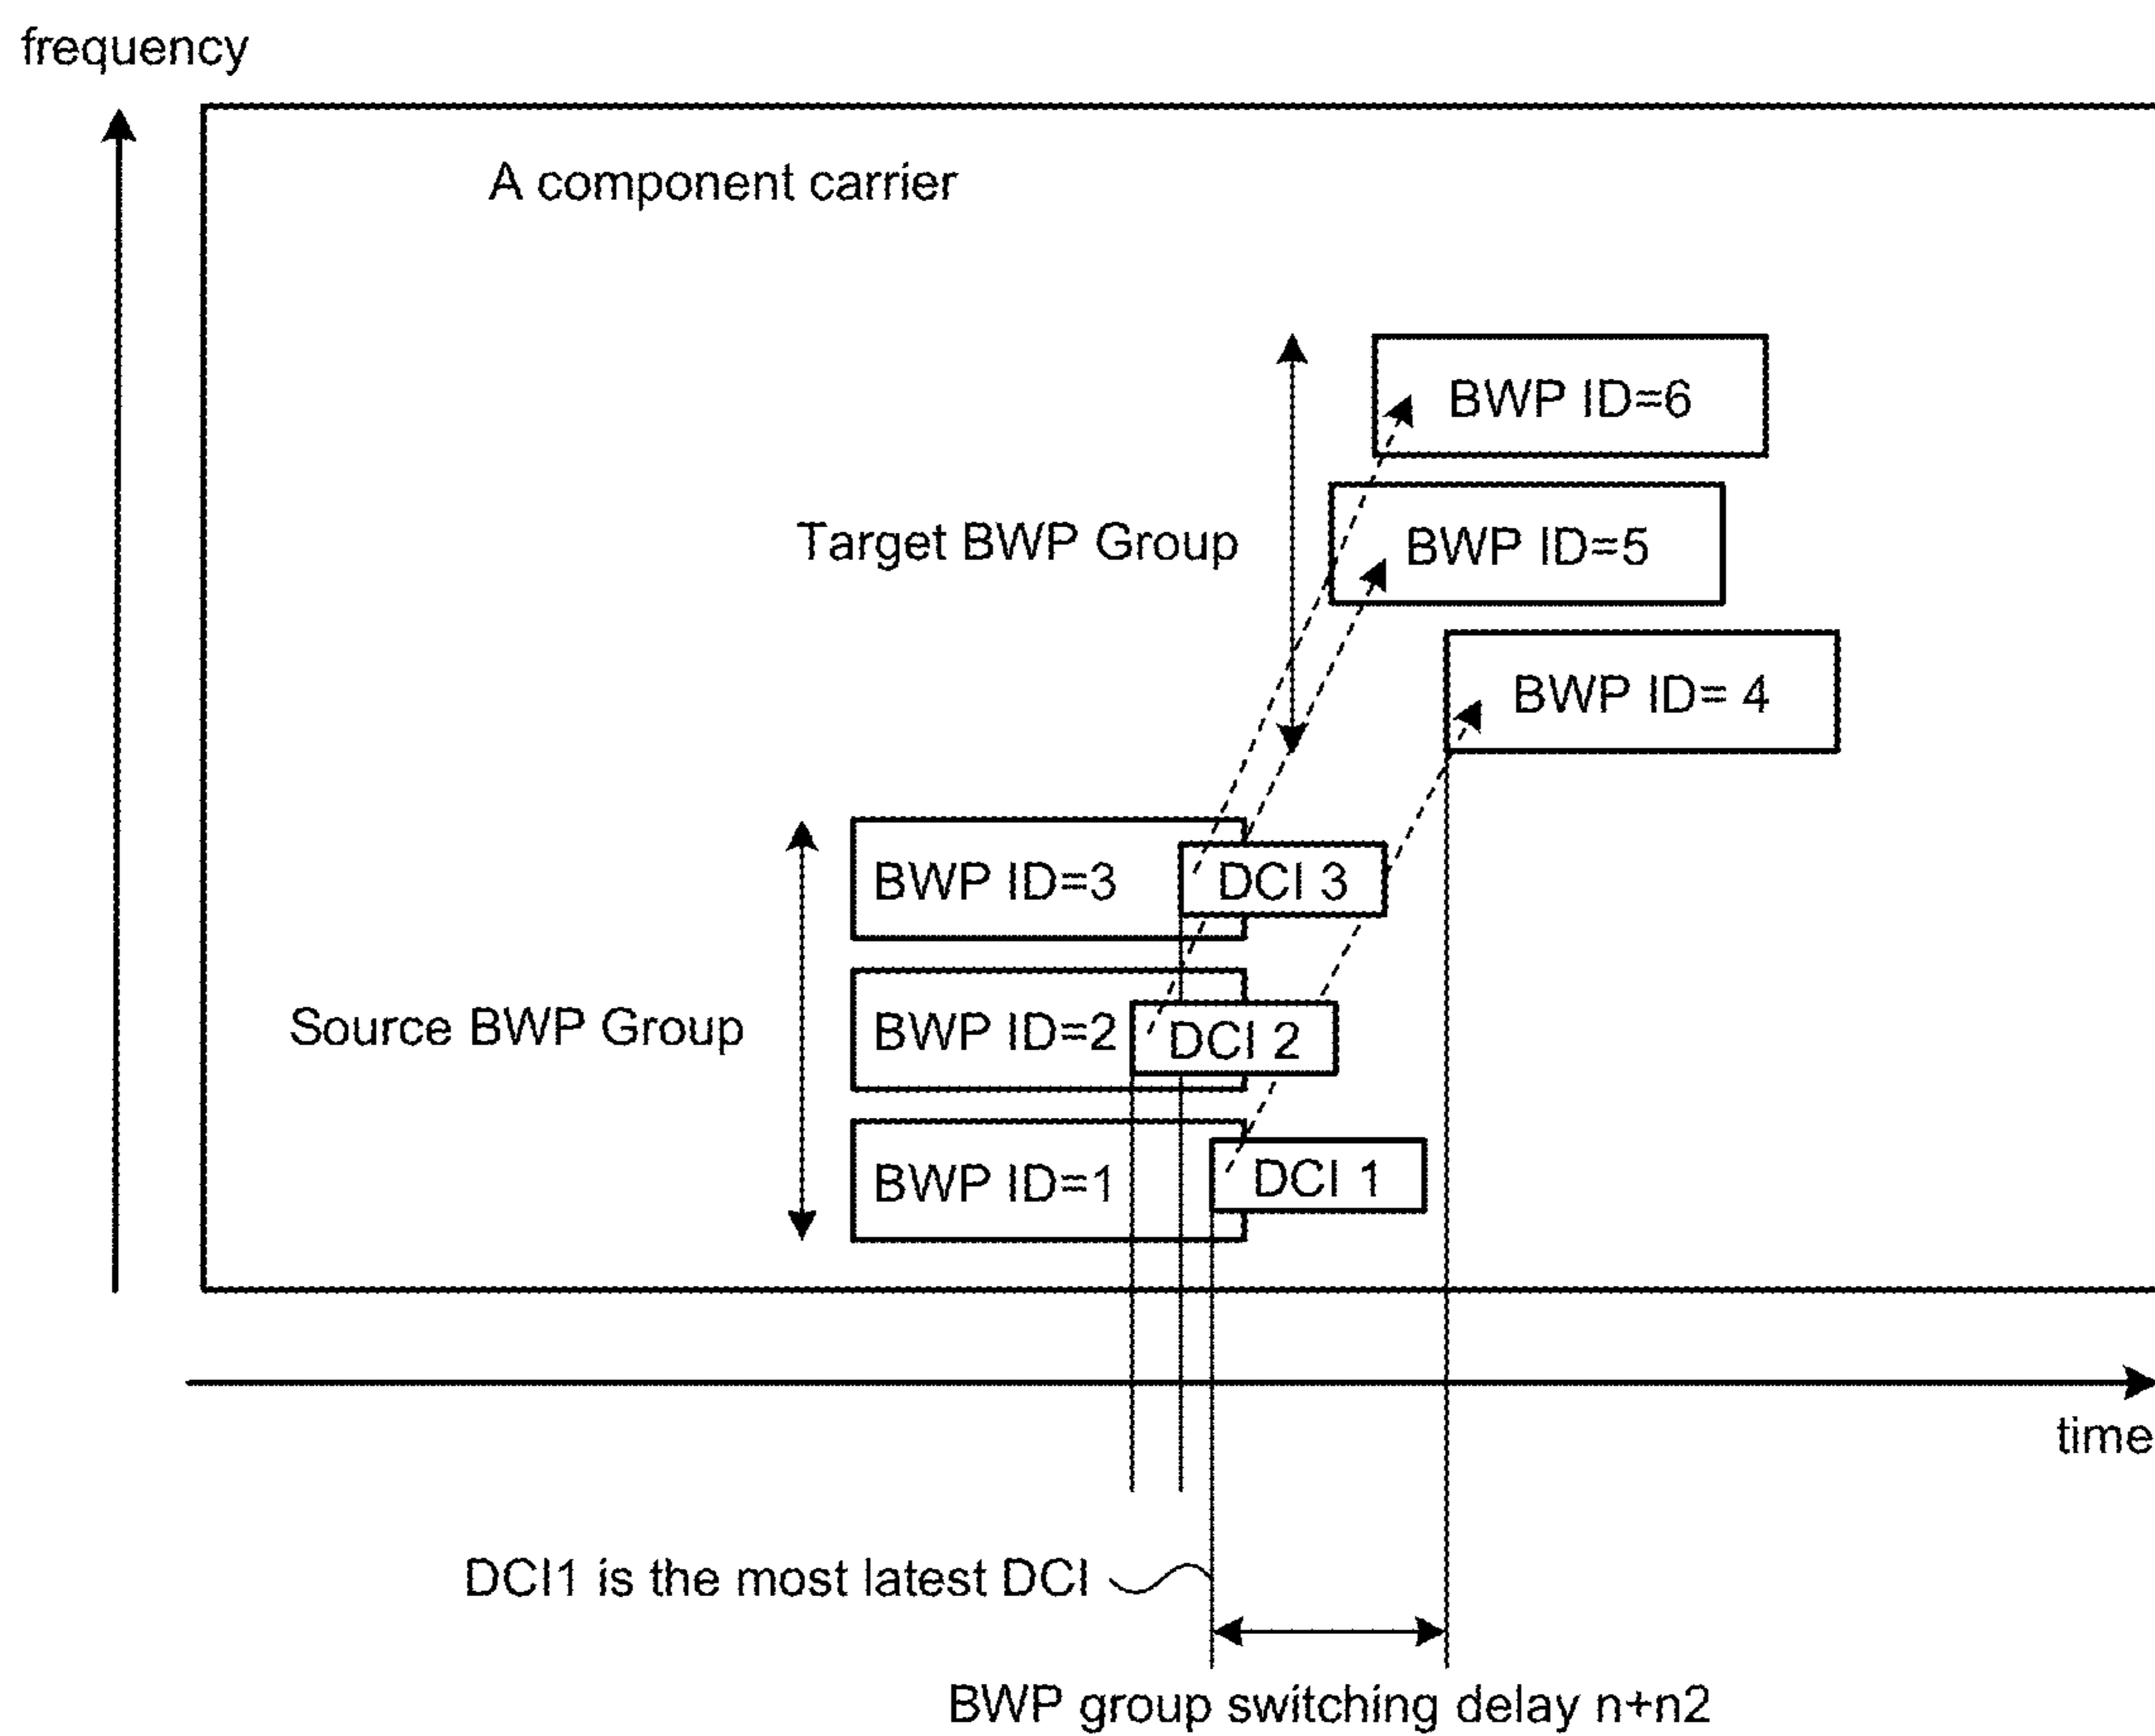 frequency
A component carrier
BWP ID=6
Target BWP Group
BWP ID=5
BWP ID= 4
BWP ID=3
DCI 3
Source BWP Group
BWP ID=2
DCI 2
BWP ID=1
DCI 1
time
DCI1 is the most latest DCI
BWP group switching delay n+n2